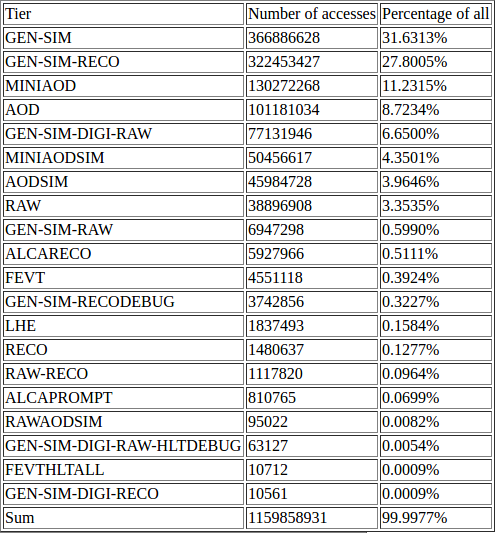 Tier Number of accesses Percentage of all
GEN-SIM 366886628 31.6313%
GEN-SIM-RECO 322453427 27.8005%
MINIAOD 130272268 11.2315%
AOD 101181034 8.7234%
GEN-SIM-DIGI-RAW 77131946 6.6500%
MINIAODSIM 50456617 4.3501%
AODSIM 45984728 3.9646%
RAW 38896908 3.3535%
GEN-SIM-RAW 6947298 0.5990%
ALCARECO 5927966 0.5111%
FEVT 4551118 0.3924%
GEN-SIM-RECODEBUG 3742856 0.3227%
LHE 1837493 0.1584%
RECO 1480637 0.1277%
RAW-RECO 1117820 0.0964%
ALCAPROMPT 810765 0.0699%
RAWAODSIM 95022 0.0082%
GEN-SIM-DIGI-RAW-HLTDEBUG 63127 0.0054%
FEVTHLTALL 10712 0.0009%
GEN-SIM-DIGI-RECO 10561 0.0009%
Sum 1159858931 99.9977%